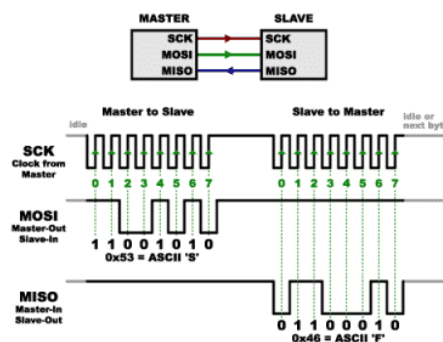 MASTER SLAVE
SCK SCK
MOSI MOSI
MISO MISO
Master to Slave Slave to Master
idle idle or next byt
SCK
Clock from Master
0 1 2 3 4 5 6 7 0 1 2 3 4 5 6 7
MOSI
Master-Out
Slave-In
1 1 0 0 1 0 1 0
0x53 = ASCII 'S'
MISO
Master-In
Slave-Out
0 1 1 0 0 0 1 0
0x46 = ASCII 'F'